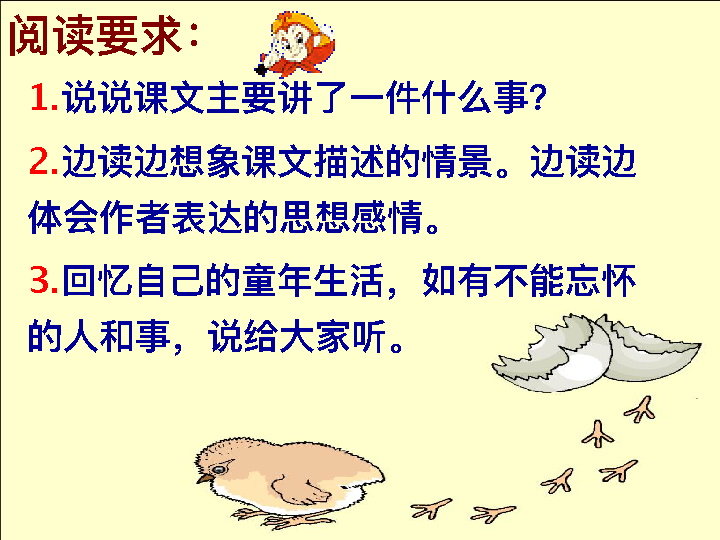 阅读要求：
1.说说课文主要讲了一件什么事？
2.边读边想象课文描述的情景。边读边
体会作者表达的思想感情。
3.回忆自己的童年生活，如有不能忘怀
的人和事，说给大家听。